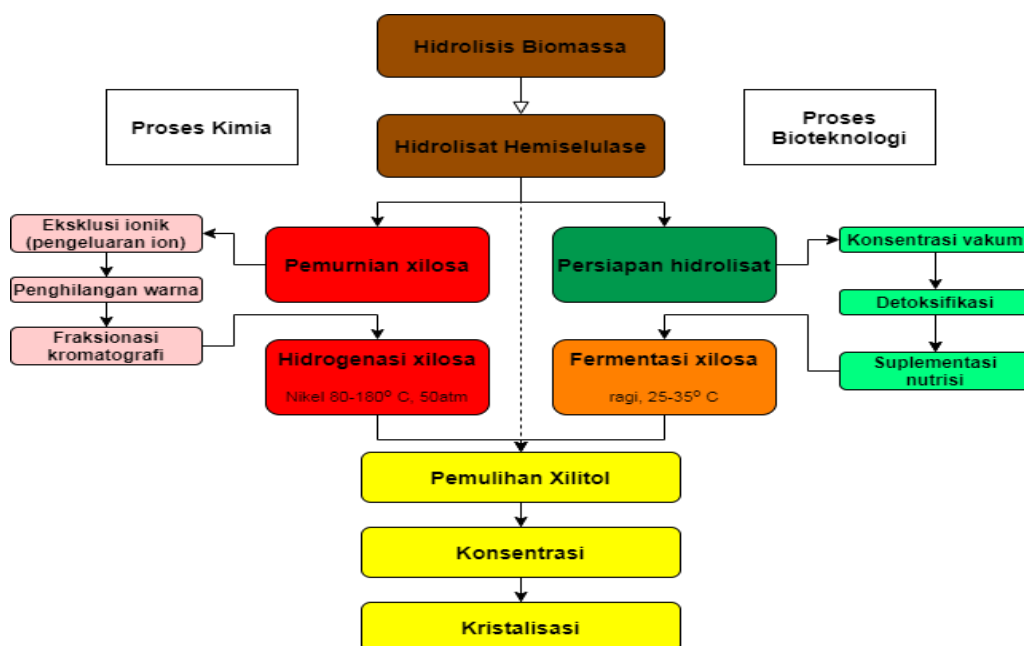 Hidrolisis Biomassa
Proses Kimia
Proses
Bioteknologi
Hidrolisat Hemiselulase
Eksklusi ionik
(pengeluaran ion)
Pemurnian xilosa
Persiapan hidrolisat
Konsentrasi vakum
Penghilangan warna
Detoksifikasi
Fraksionasi
kromatografi
Hidrogenasi xilosa
Nikel 80-180° C, 50atm
Fermentasi xilosa
ragi, 25-35° C
Suplementasi
nutrisi
Pemulihan Xilitol
Konsentrasi
Kristalisasi